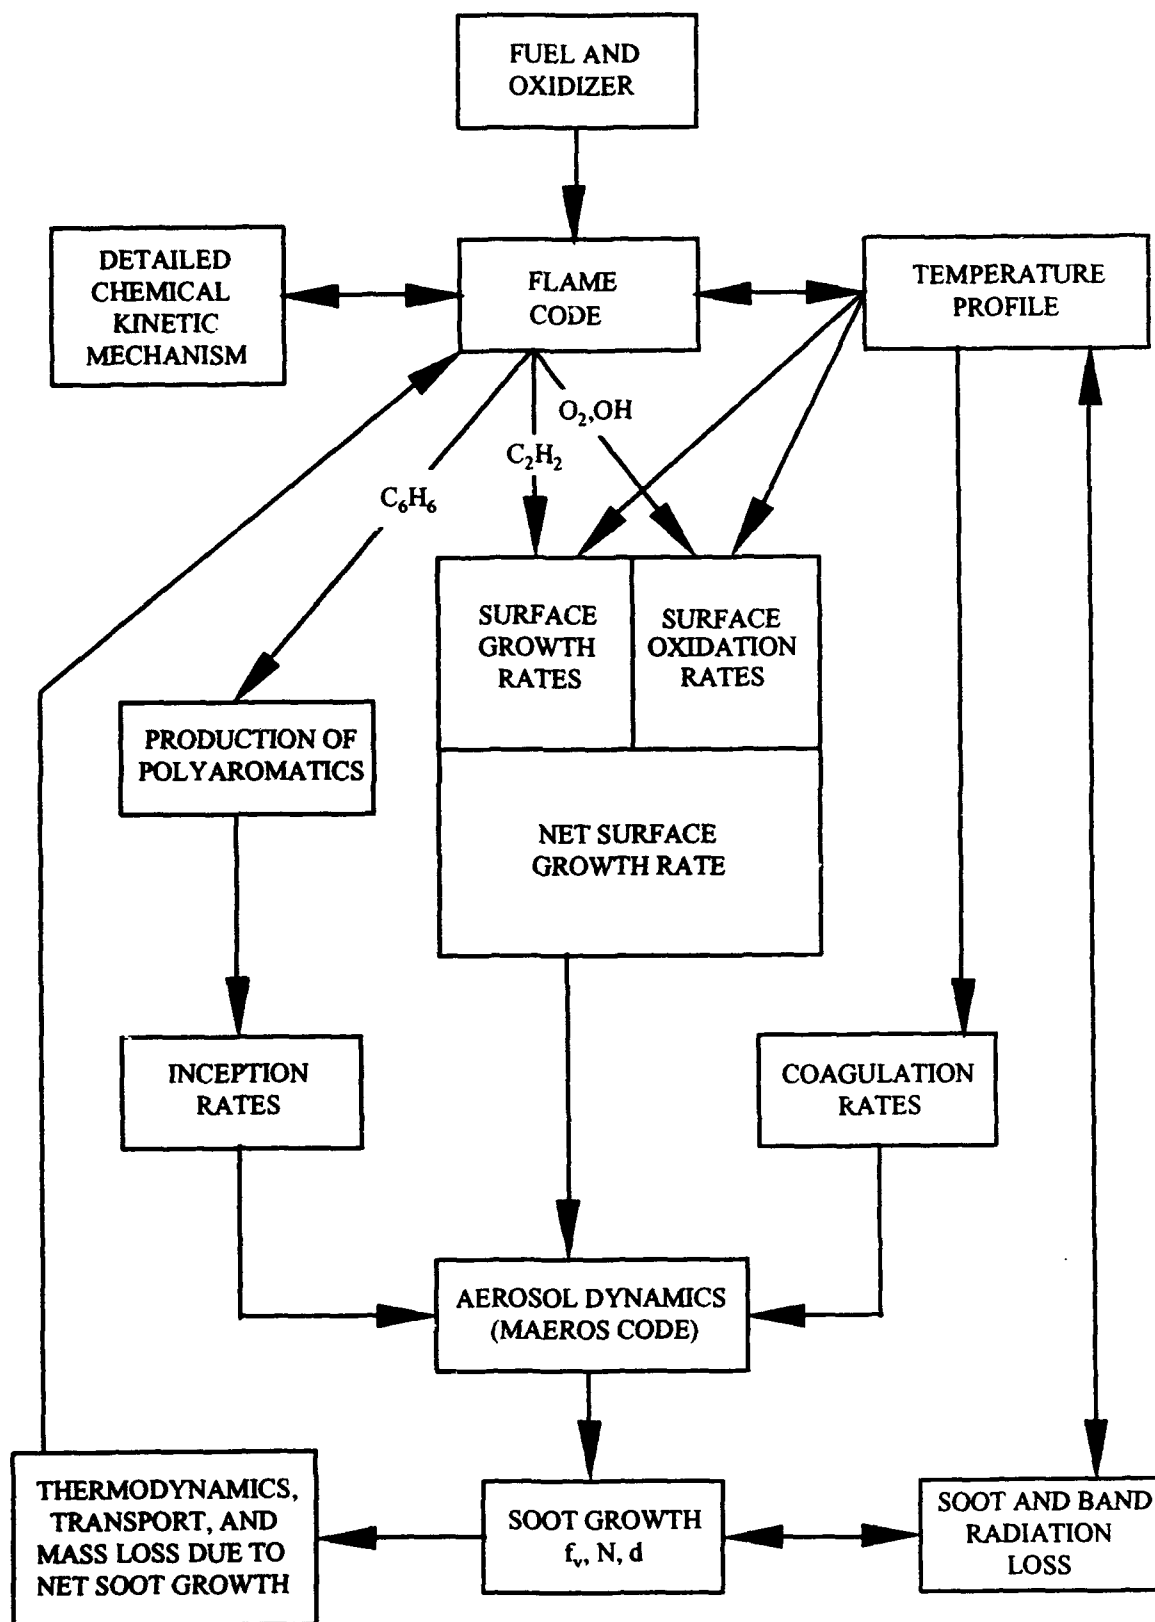 FUEL AND
OXIDIZER
DETAILED
CHEMICAL
KINETIC
MECHANISM
FLAME
CODE
TEMPERATURE
PROFILE
O₂,OH
C₂H₂
C₆H₆
SURFACE
GROWTH
RATES
SURFACE
OXIDATION
RATES
PRODUCTION OF
POLYAROMATICS
NET SURFACE
GROWTH RATE
INCEPTION
RATES
COAGULATION
RATES
AEROSOL DYNAMICS
(MAEROS CODE)
THERMODYNAMICS,
TRANSPORT, AND
MASS LOSS DUE TO
NET SOOT GROWTH
SOOT GROWTH
fᵥ, N, d
SOOT AND BAND
RADIATION
LOSS